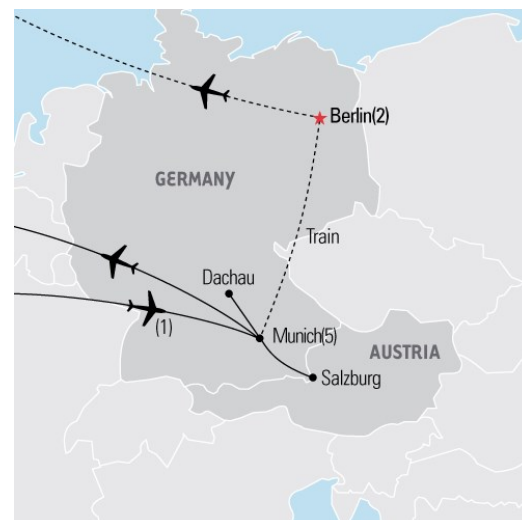 Berlin(2)
GERMANY
Train
Dachau
(1)
Munich(5)
AUSTRIA
Salzburg